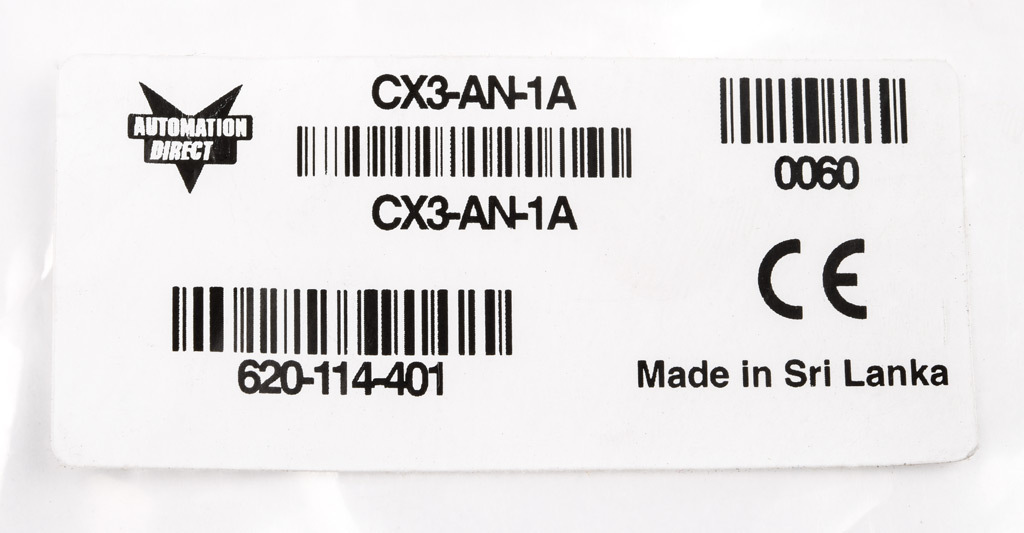 AUTOMATION
DIRECT
CX3-AN-1A
CX3-AN-1A
0060
CE
620-114-401
Made in Sri Lanka